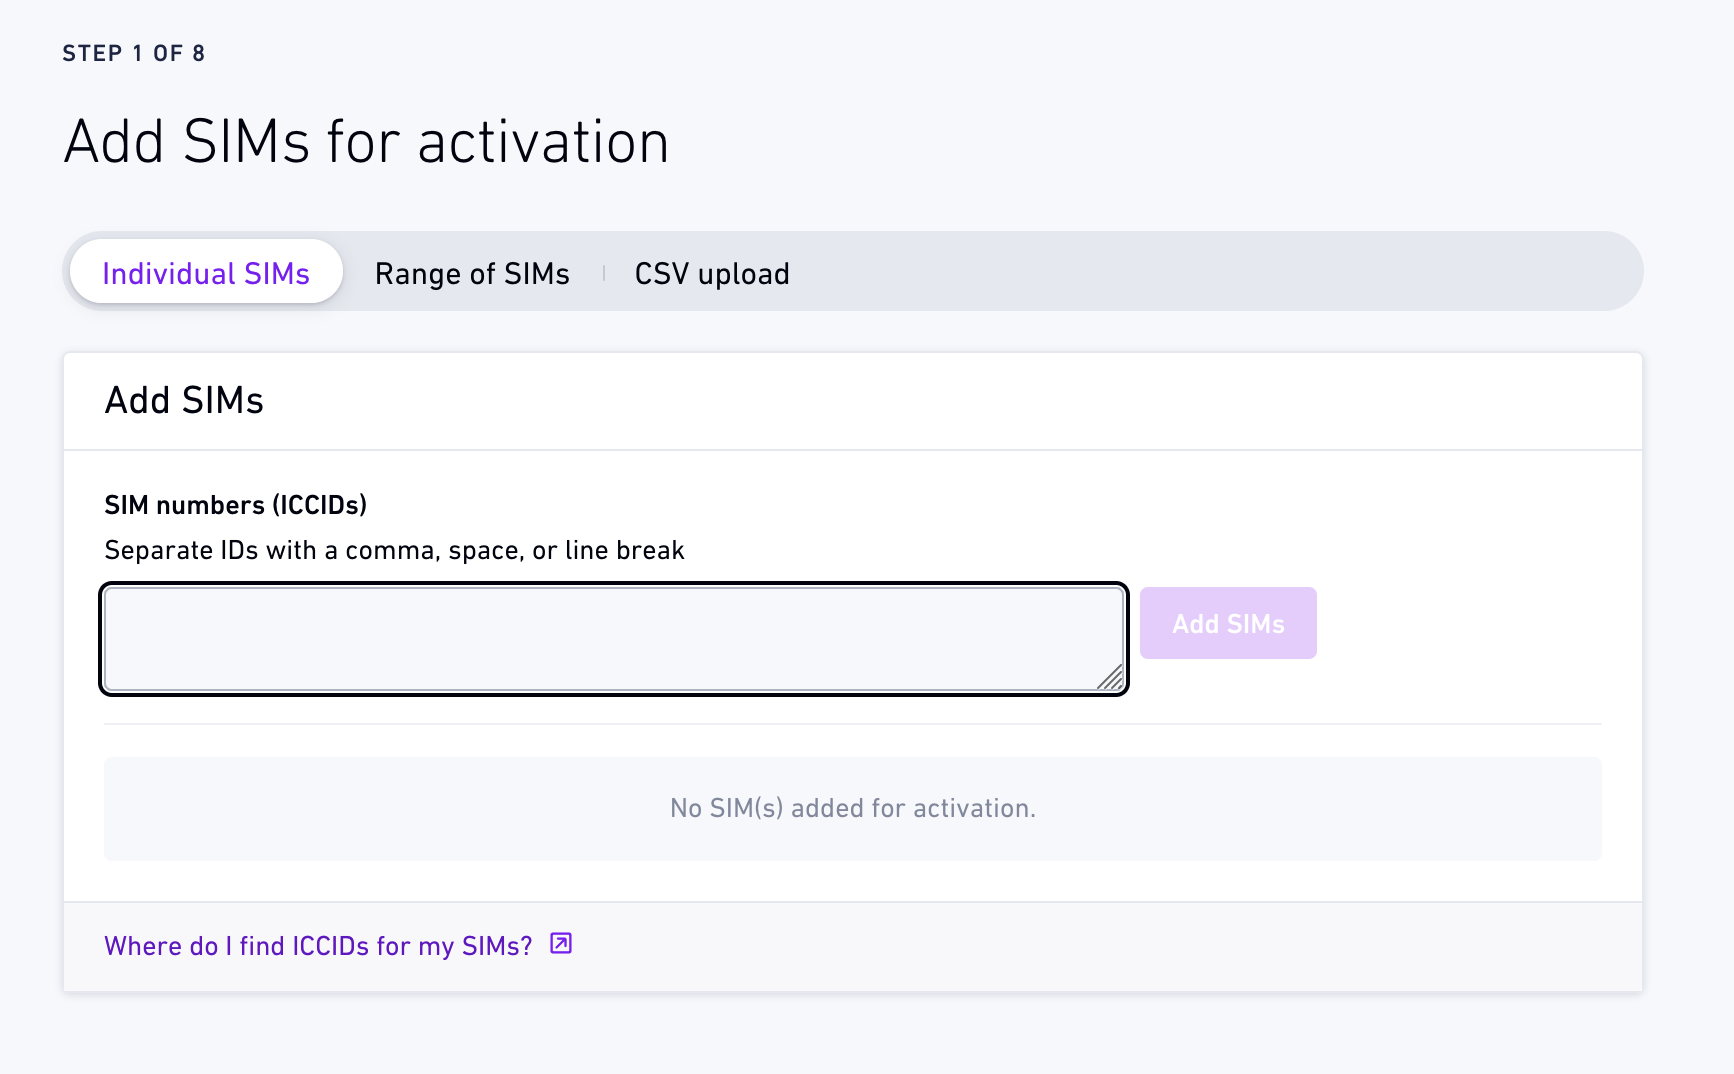 STEP 1 OF 8
Add SIMs for activation
Individual SIMs
Range of SIMs
CSV upload
Add SIMs
SIM numbers (ICCIDs)
Separate IDs with a comma, space, or line break
Add SIMs
No SIM(s) added for activation.
Where do I find ICCIDs for my SIMs?